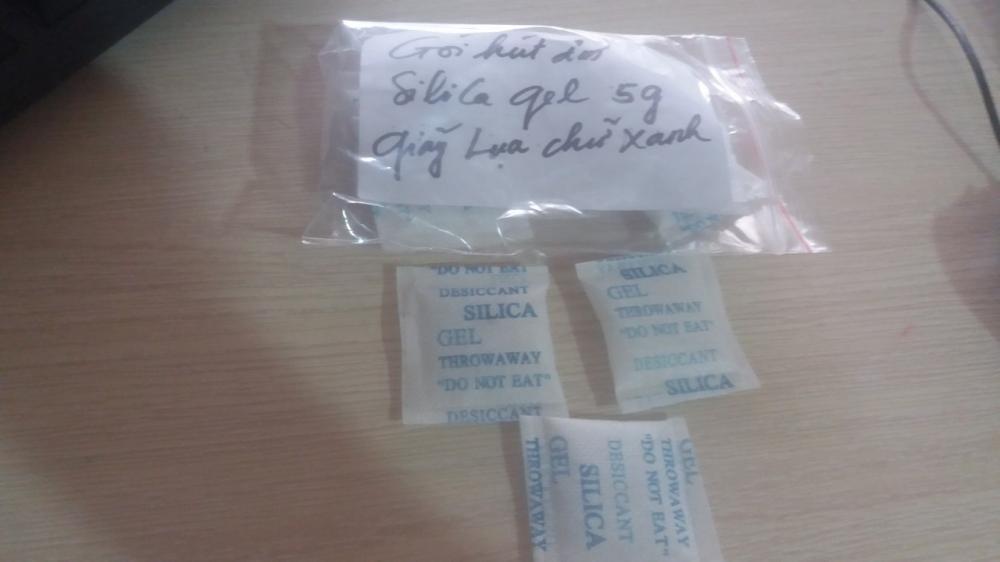 Gói hút ẩm
Silica gel 5g
giấy Lụa chữ xanh
"DO NOT EAT
DESICCANT
SILICA
GEL
THROWAWAY
"DO NOT EAT"
DESICCANT
SILICA
GEL
THROWAWAY
"DO NOT EAT"
DESICCANT
SILICA
GEL
THROWAWAY
"DO NOT EAT"
DESICCANT
SILICA
GEL
THROWAWAY